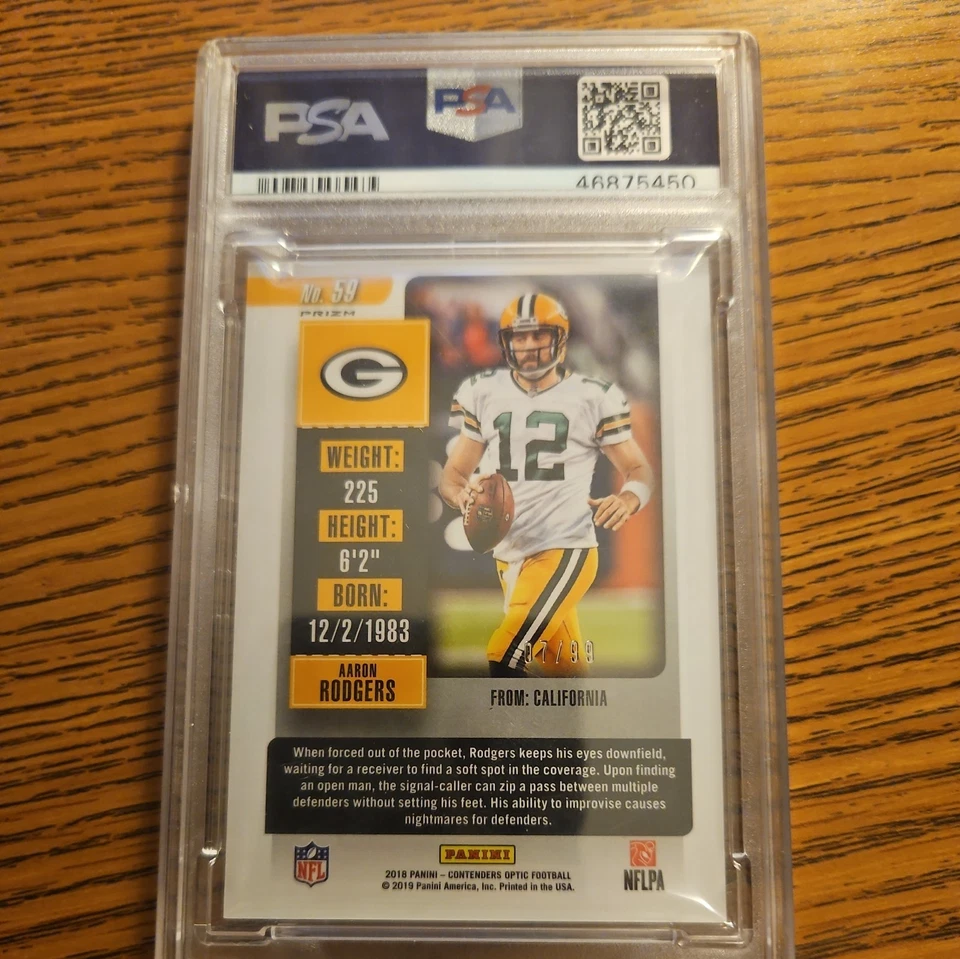 PSA
PSA
46875450
No. 59
PRIZM
G
12
WEIGHT:
225
HEIGHT:
6'2"
BORN:
12/2/1983
AARON
RODGERS
07/99
FROM: CALIFORNIA
When forced out of the pocket, Rodgers keeps his eyes downfield,
waiting for a receiver to find a soft spot in the coverage. Upon finding
an open man, the signal-caller can zip a pass between multiple
defenders without setting his feet. His ability to improvise causes
nightmares for defenders.
NFL
PANINI
2018 PANINI – CONTENDERS OPTIC FOOTBALL
© 2019 Panini America, Inc. Printed in the USA.
NFLPA